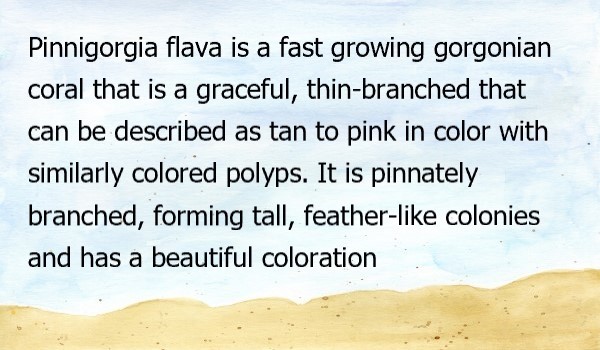 Pinnigorgia flava is a fast growing gorgonian
coral that is a graceful, thin-branched that
can be described as tan to pink in color with
similarly colored polyps. It is pinnately
branched, forming tall, feather-like colonies
and has a beautiful coloration